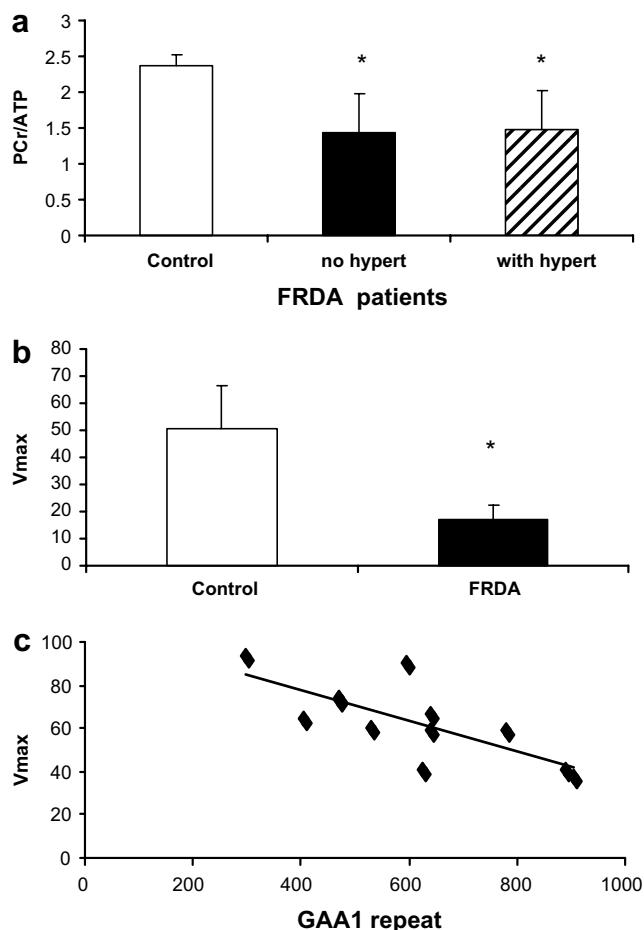 a
PCr/ATP
3
2.5
2
1.5
1
0.5
0
* *
Control no hypert with hypert
FRDA patients
b
Vmax
80
70
60
50
40
30
20
10
0
*
Control FRDA
c
Vmax
100
80
60
40
20
0
0 200 400 600 800 1000
GAA1 repeat